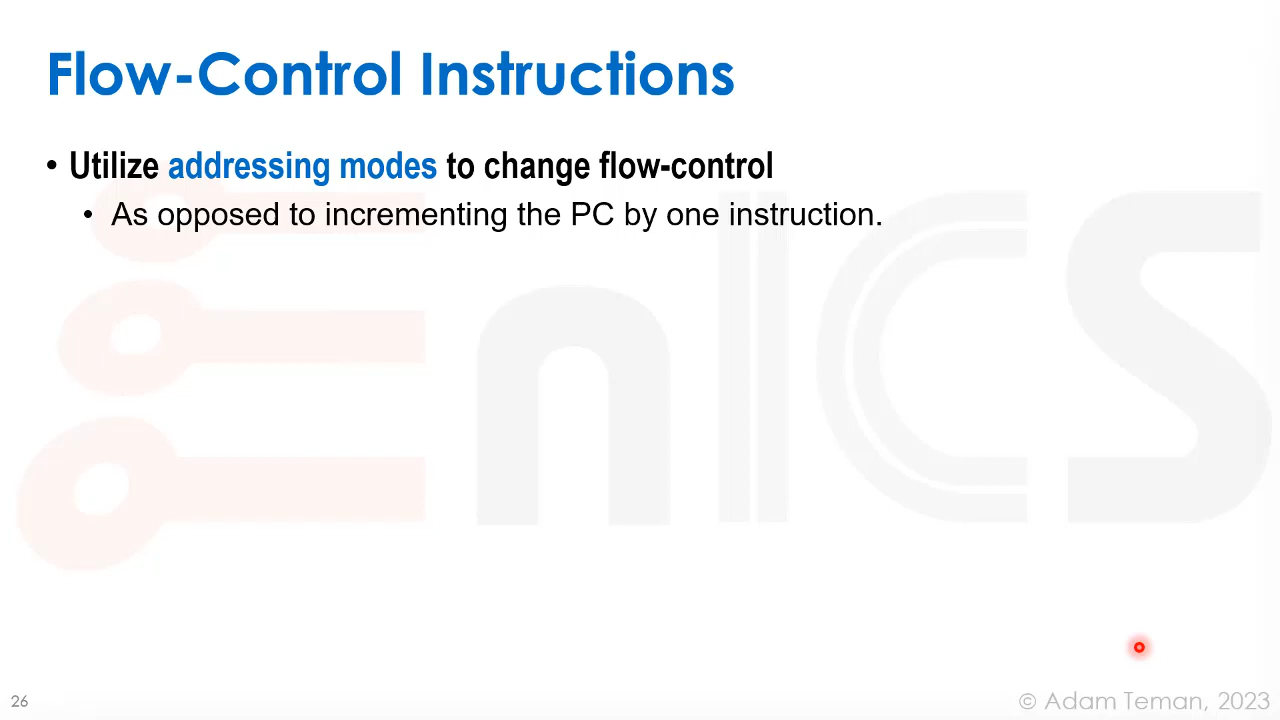 Flow-Control Instructions
• Utilize addressing modes to change flow-control
• As opposed to incrementing the PC by one instruction.
enICS
26
© Adam Teman, 2023